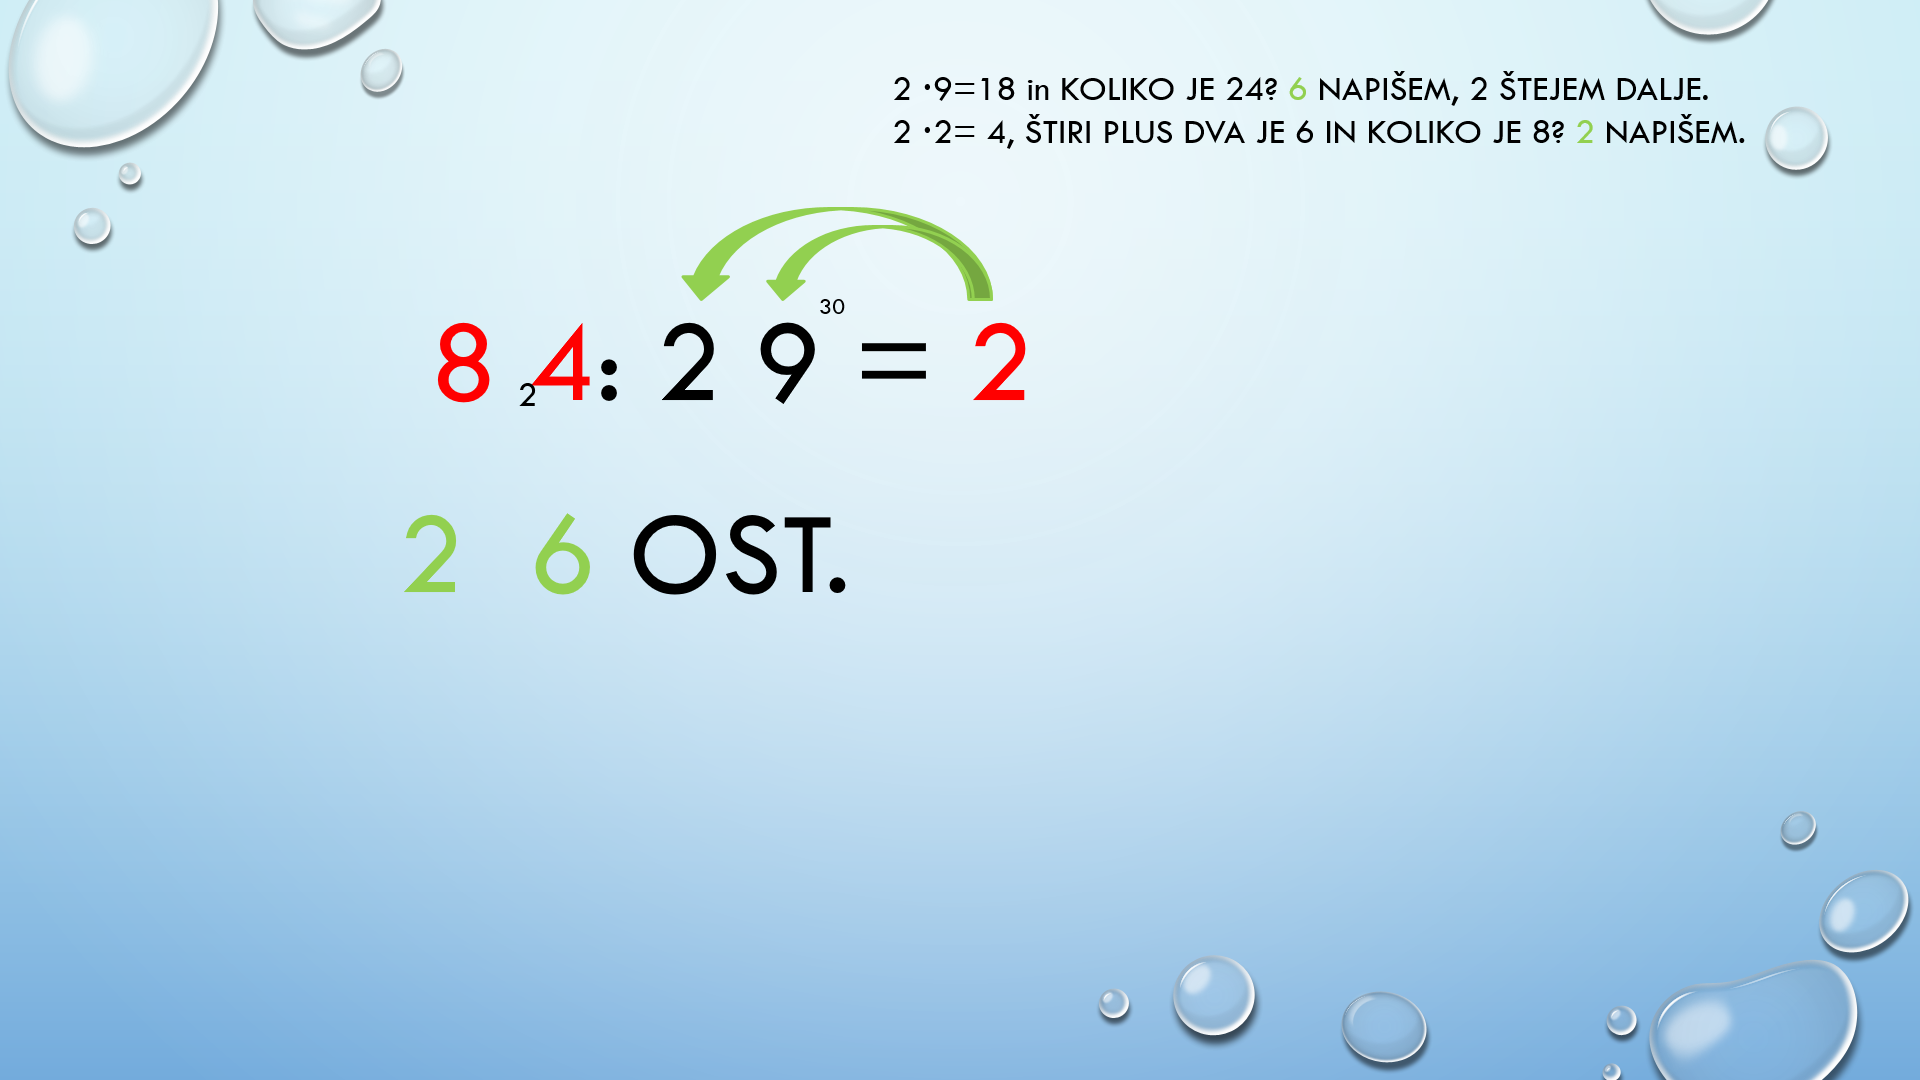 2 ·9=18 in KOLIKO JE 24? 6 NAPIŠEM, 2 ŠTEJEM DALJE.
2 ·2= 4, ŠTIRI PLUS DVA JE 6 IN KOLIKO JE 8? 2 NAPIŠEM.
30
8 4: 2 9 = 2
2
2 6 OST.